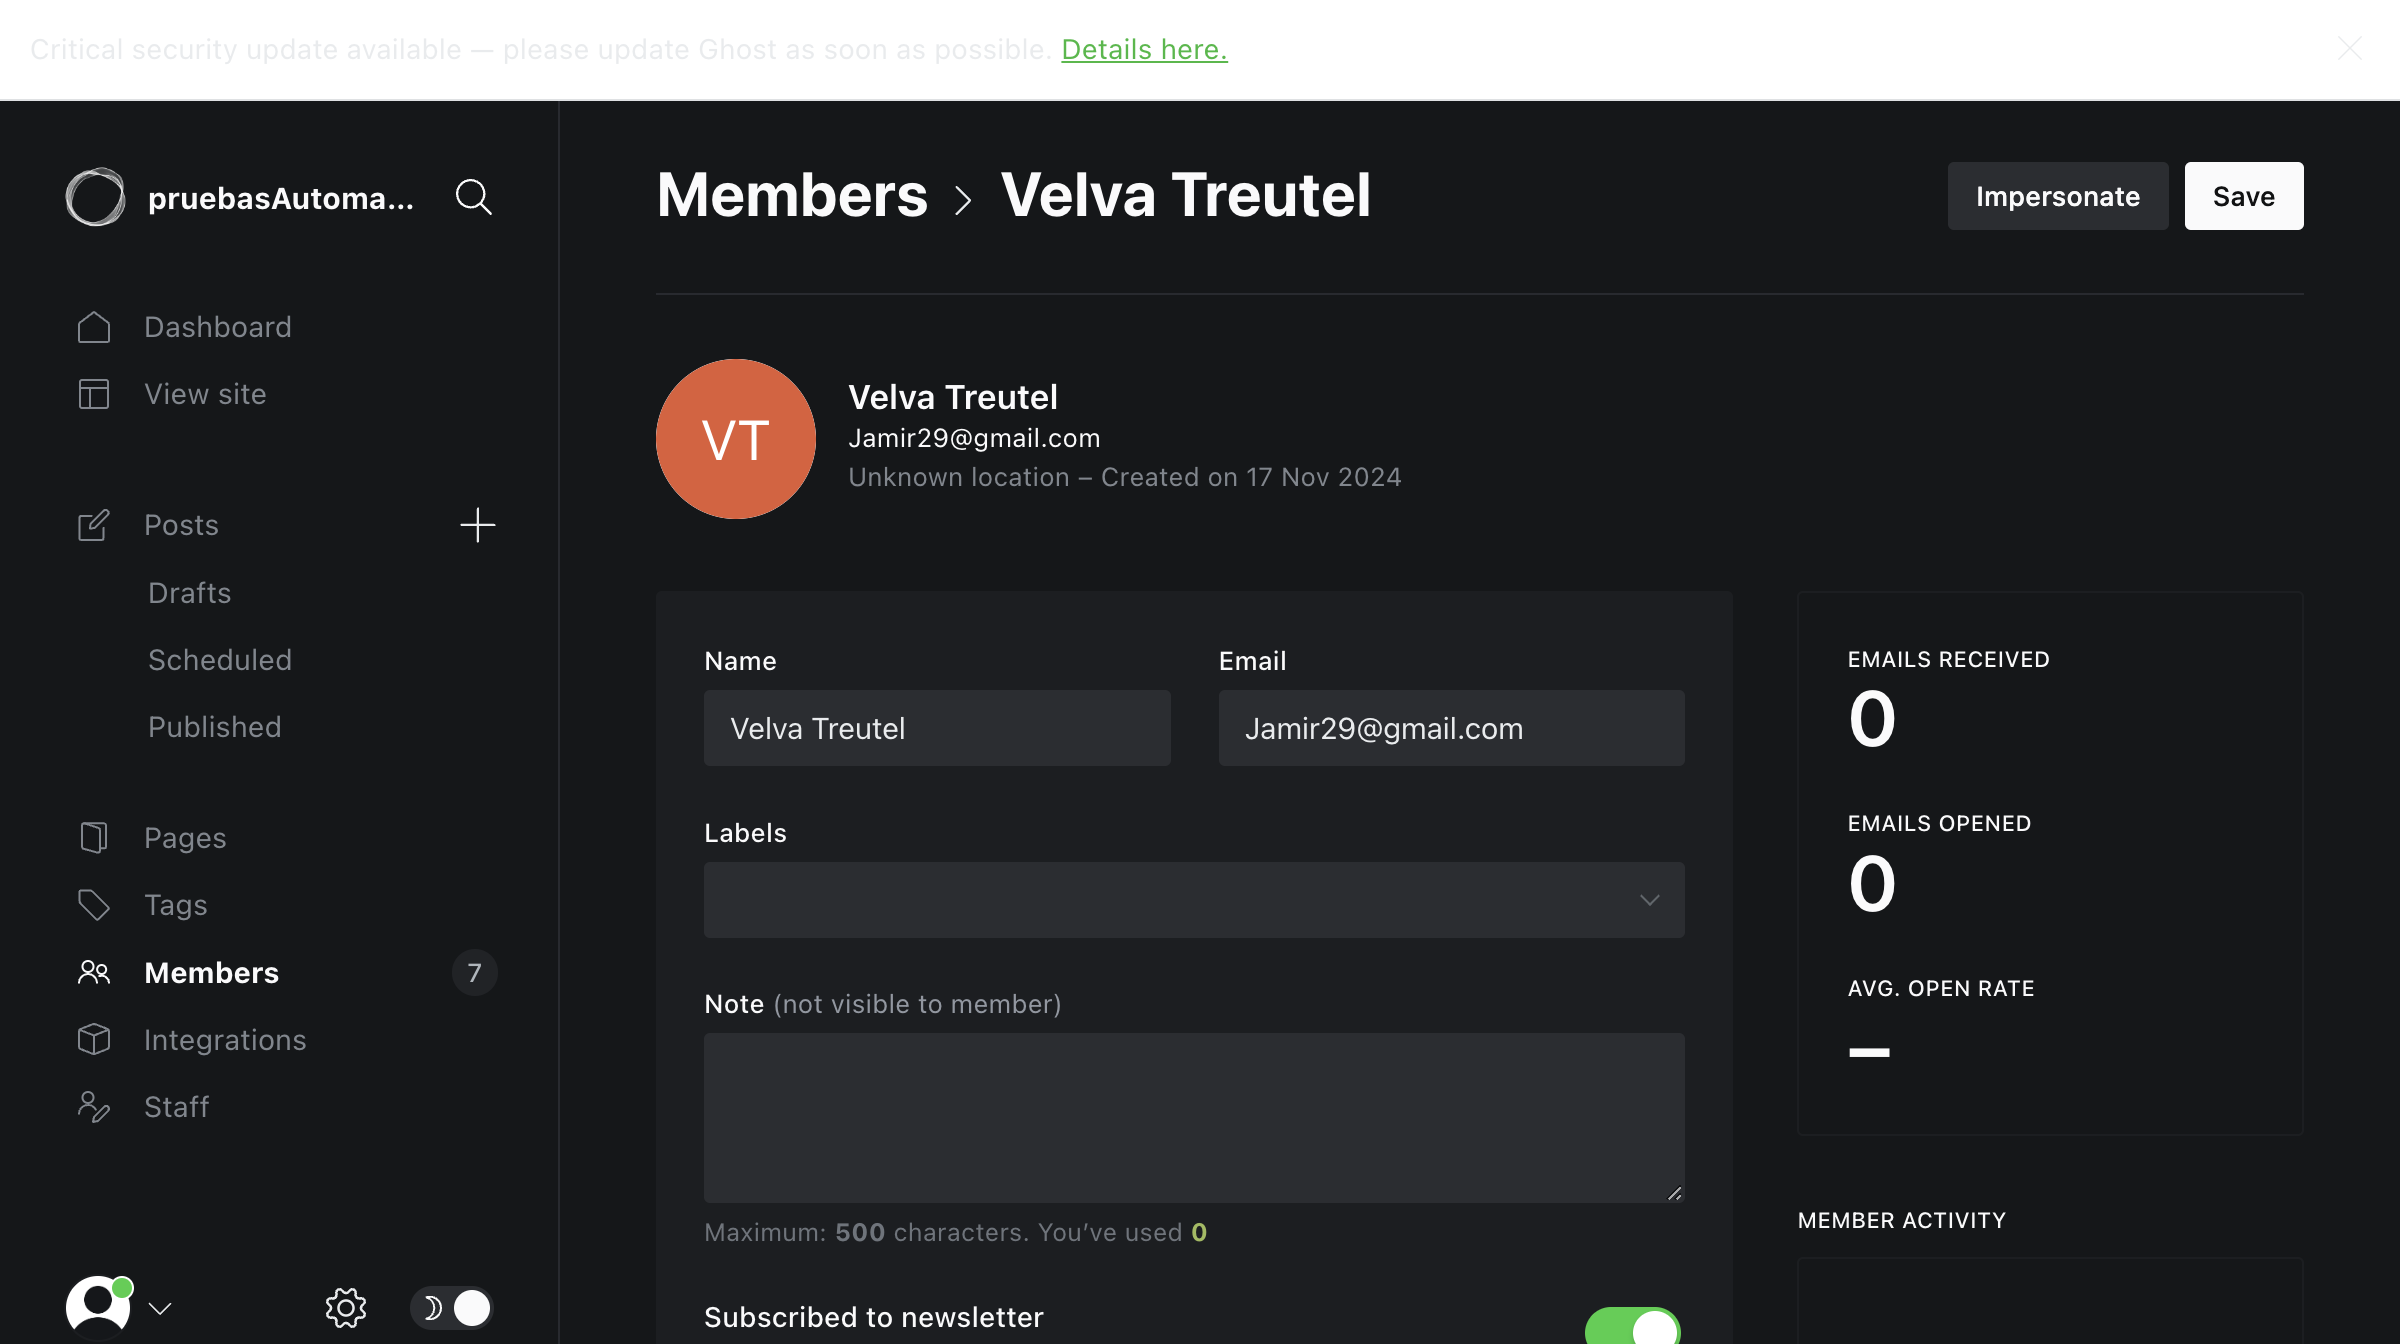 Critical security update available — please update Ghost as soon as possible. Details here.
pruebasAutoma...
Dashboard
View site
Posts
Drafts
Scheduled
Published
Pages
Tags
Members
7
Integrations
Staff
Members
Velva Treutel
Impersonate
Save
VT
Velva Treutel
Jamir29@gmail.com
Unknown location – Created on 17 Nov 2024
Name
Velva Treutel
Email
Jamir29@gmail.com
Labels
Note (not visible to member)
Maximum: 500 characters. You’ve used 0
Subscribed to newsletter
EMAILS RECEIVED
0
EMAILS OPENED
0
AVG. OPEN RATE
–
MEMBER ACTIVITY